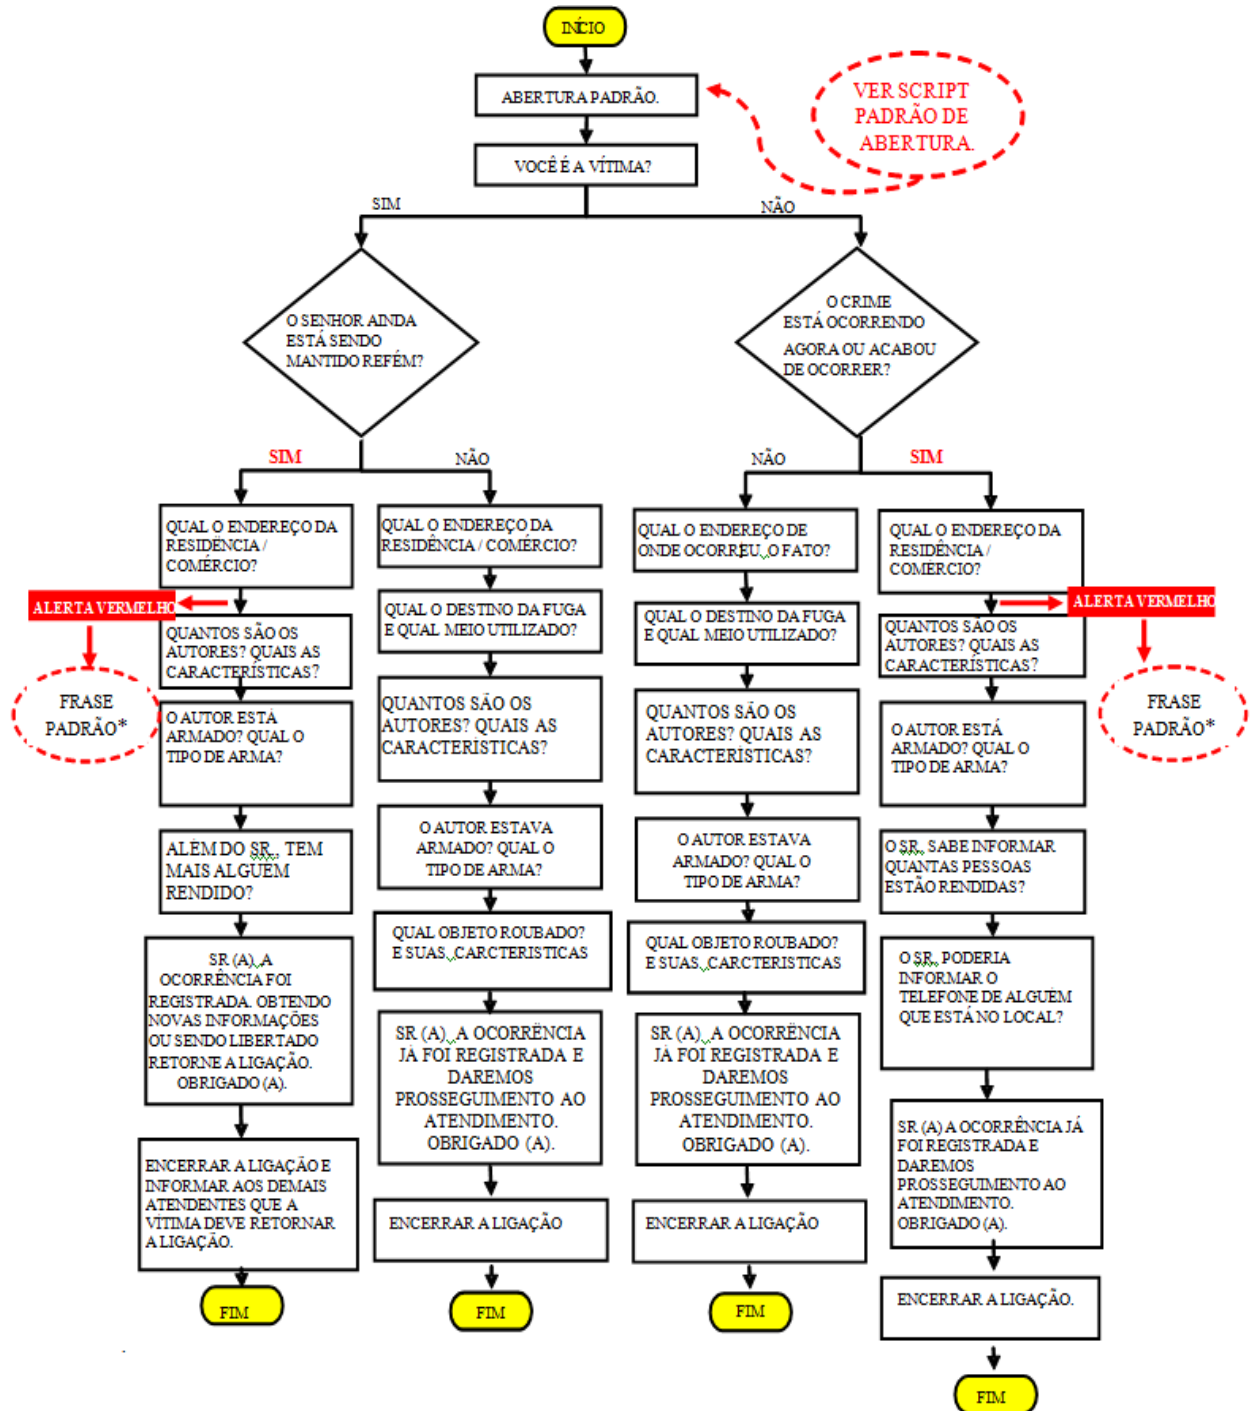 INÍCIO
ABERTURA PADRÃO.
VER SCRIPT
PADRÃO DE
ABERTURA.
VOCÊ É A VÍTIMA?
SIM
NÃO
O SENHOR AINDA
ESTÁ SENDO
MANTIDO REFÉM?
O CRIME
ESTÁ OCORRENDO
AGORA OU ACABOU
DE OCORRER?
SIM
NÃO
NÃO
SIM
QUAL O ENDEREÇO DA
RESIDÊNCIA /
COMÉRCIO?
ALERTA VERMELHO
FRASE
PADRÃO*
QUANTOS SÃO OS
AUTORES? QUAIS AS
CARACTERÍSTICAS?
O AUTOR ESTÁ
ARMADO? QUAL O
TIPO DE ARMA?
ALÉM DO SR., TEM
MAIS ALGUÉM
RENDIDO?
SR (A), A
OCORRÊNCIA FOI
REGISTRADA. OBTENDO
NOVAS INFORMAÇÕES
OU SENDO LIBERTADO
RETORNE A LIGAÇÃO.
OBRIGADO (A).
ENCERRAR A LIGAÇÃO E
INFORMAR AOS DEMAIS
ATENDENTES QUE A
VÍTIMA DEVE RETORNAR
A LIGAÇÃO.
FIM
QUAL O ENDEREÇO DA
RESIDÊNCIA / COMÉRCIO?
QUAL O DESTINO DA FUGA
E QUAL MEIO UTILIZADO?
QUANTOS SÃO OS
AUTORES? QUAIS AS
CARACTERÍSTICAS?
O AUTOR ESTAVA
ARMADO? QUAL O
TIPO DE ARMA?
QUAL OBJETO ROUBADO?
E SUAS, CARCTERISTICAS
SR (A), A OCORRÊNCIA
JÁ FOI REGISTRADA E
DAREMOS
PROSSEGUIMENTO AO
ATENDIMENTO.
OBRIGADO (A).
ENCERRAR A LIGAÇÃO
FIM
QUAL O ENDEREÇO DE
ONDE OCORREU, O FATO?
QUAL O DESTINO DA FUGA
E QUAL MEIO UTILIZADO?
QUANTOS SÃO OS
AUTORES? QUAIS AS
CARACTERÍSTICAS?
O AUTOR ESTAVA
ARMADO? QUAL O
TIPO DE ARMA?
QUAL OBJETO ROUBADO?
E SUAS, CARCTERISTICAS
SR (A), A OCORRÊNCIA
JÁ FOI REGISTRADA E
DAREMOS
PROSSEGUIMENTO AO
ATENDIMENTO.
OBRIGADO (A).
ENCERRAR A LIGAÇÃO
FIM
QUAL O ENDEREÇO DA
RESIDÊNCIA /
COMÉRCIO?
ALERTA VERMELHO
FRASE
PADRÃO*
QUANTOS SÃO OS
AUTORES? QUAIS AS
CARACTERÍSTICAS?
O AUTOR ESTÁ
ARMADO? QUAL O
TIPO DE ARMA?
O SR., SABE INFORMAR
QUANTAS PESSOAS
ESTÃO RENDIDAS?
O SR., PODERIA
INFORMAR O
TELEFONE DE ALGUÉM
QUE ESTÁ NO LOCAL?
SR (A) A OCORRÊNCIA JÁ
FOI REGISTRADA E
DAREMOS
PROSSEGUIMENTO AO
ATENDIMENTO.
OBRIGADO (A).
ENCERRAR A LIGAÇÃO.
FIM